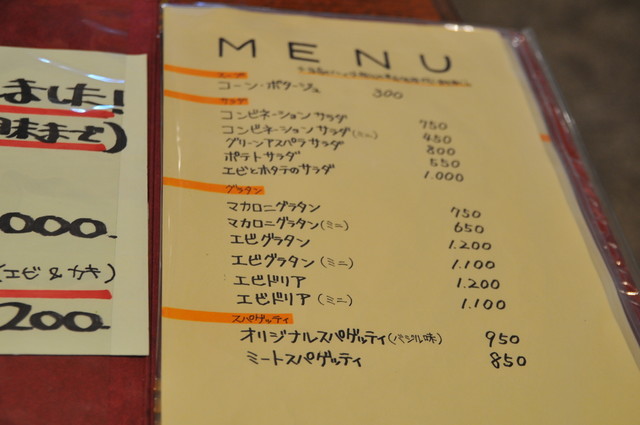 ました!
味まで)
000.
(エビ&カキ)
200.
MENU
スープ
コーン・ポタージュ 300
サラダ
コンビネーションサラダ 750
コンビネーションサラダ(ミニ) 450
グリーンアスパラサラダ 800
ポテトサラダ 550
エビとホタテのサラダ 1.000
グラタン
マカロニグラタン 750
マカロニグラタン(ミニ) 650
エビグラタン 1.200
エビグラタン(ミニ) 1.100
エビドリア 1.200
エビドリア(ミニ) 1.100
スパゲッティ
オリジナルスパゲッティ(バジル味) 950
ミートスパゲッティ 850